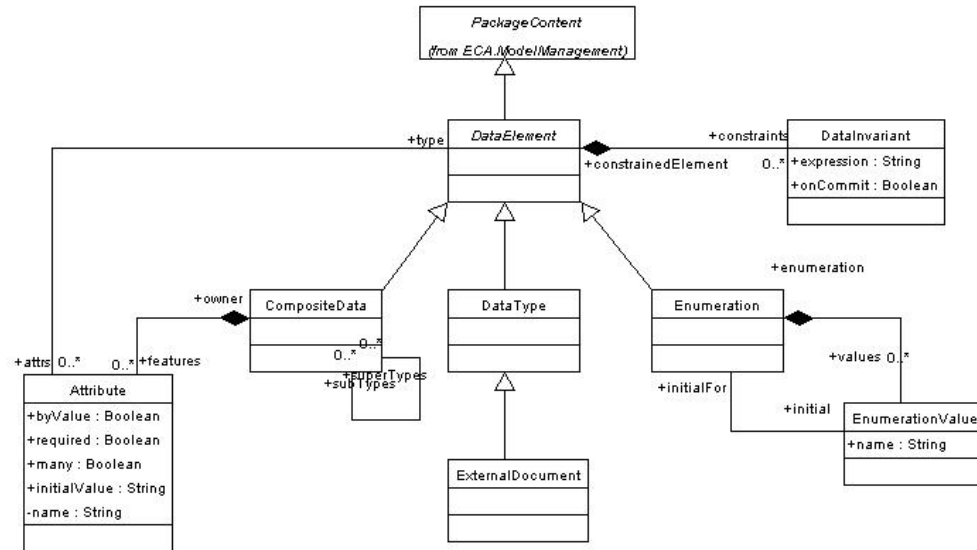 PackageContent
(from ECA.ModelManagement)
+type
DataElement
+constraints
DataInvariant
+constrainedElement
0..*
+expression : String
+onCommit : Boolean
+enumeration
+owner
CompositeData
DataType
Enumeration
0..*
0..*
+attrs
0..*
0..*
+features
+superTypes
+subTypes
+values
0..*
+initialFor
+initial
Attribute
+byValue : Boolean
+required : Boolean
+many : Boolean
+initialValue : String
-name : String
EnumerationValue
+name : String
ExternalDocument